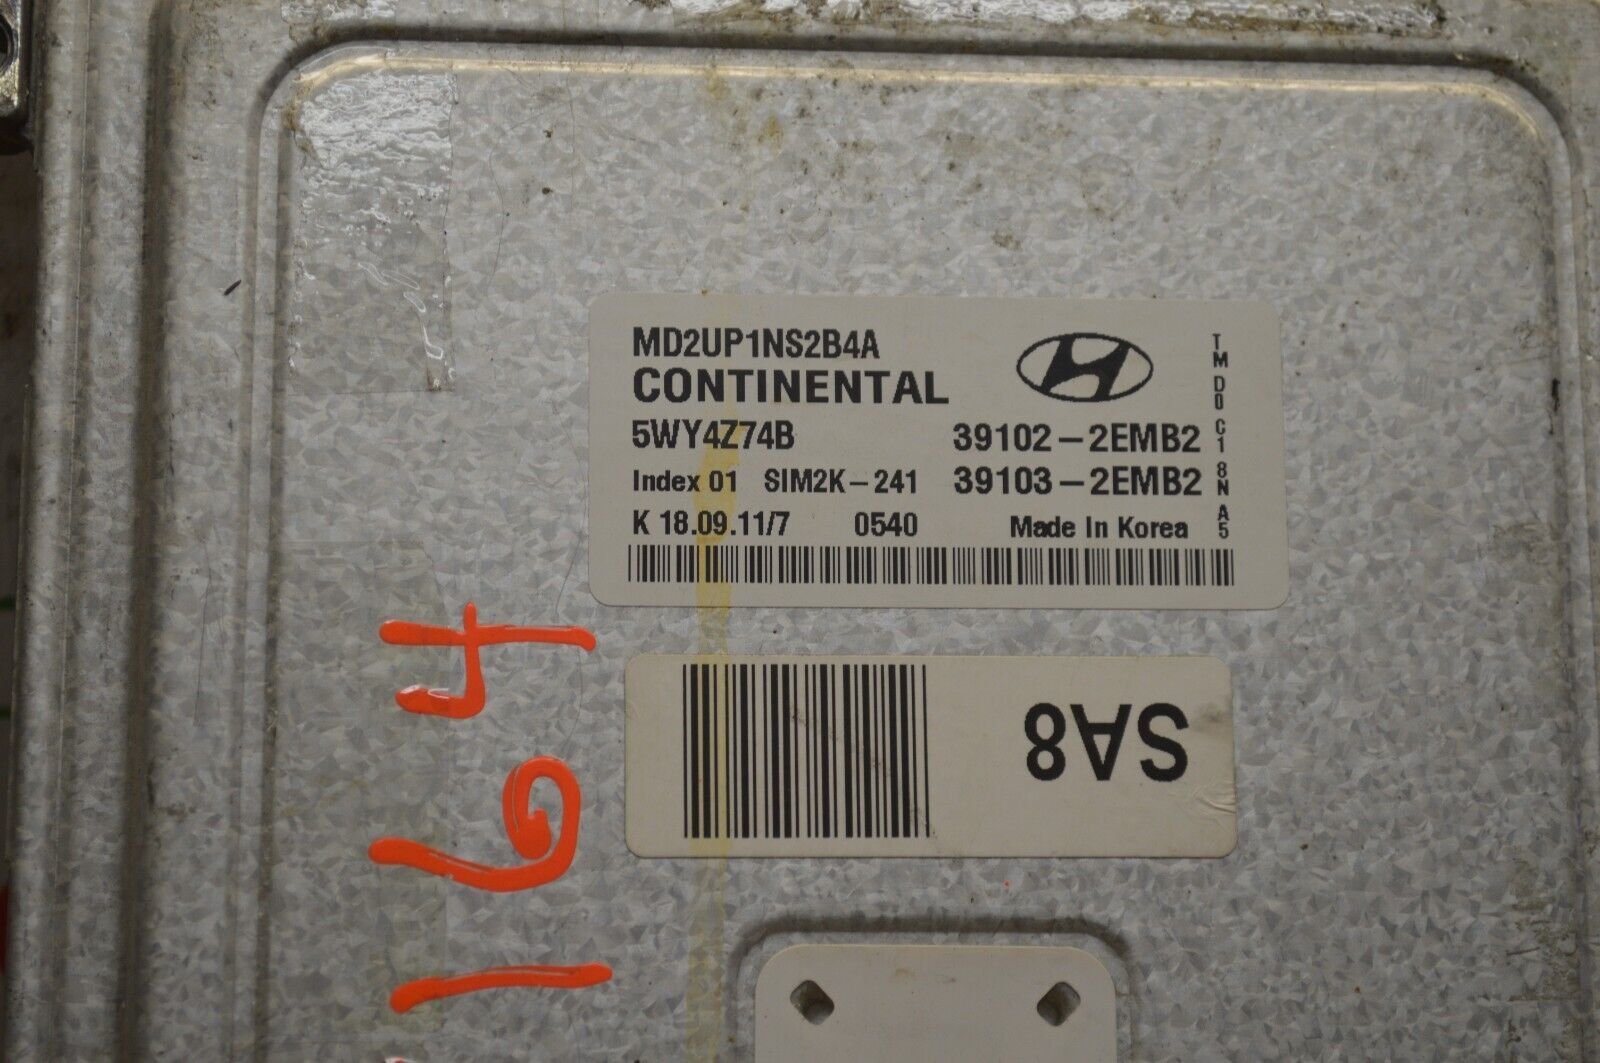 MD2UP1NS2B4A
CONTINENTAL
5WY4Z74B 39102-2EMB2
Index 01 SIM2K-241 39103-2EMB2
K 18.09.11/7 0540 Made In Korea
TM D0 C1 8N A5
SA8
164